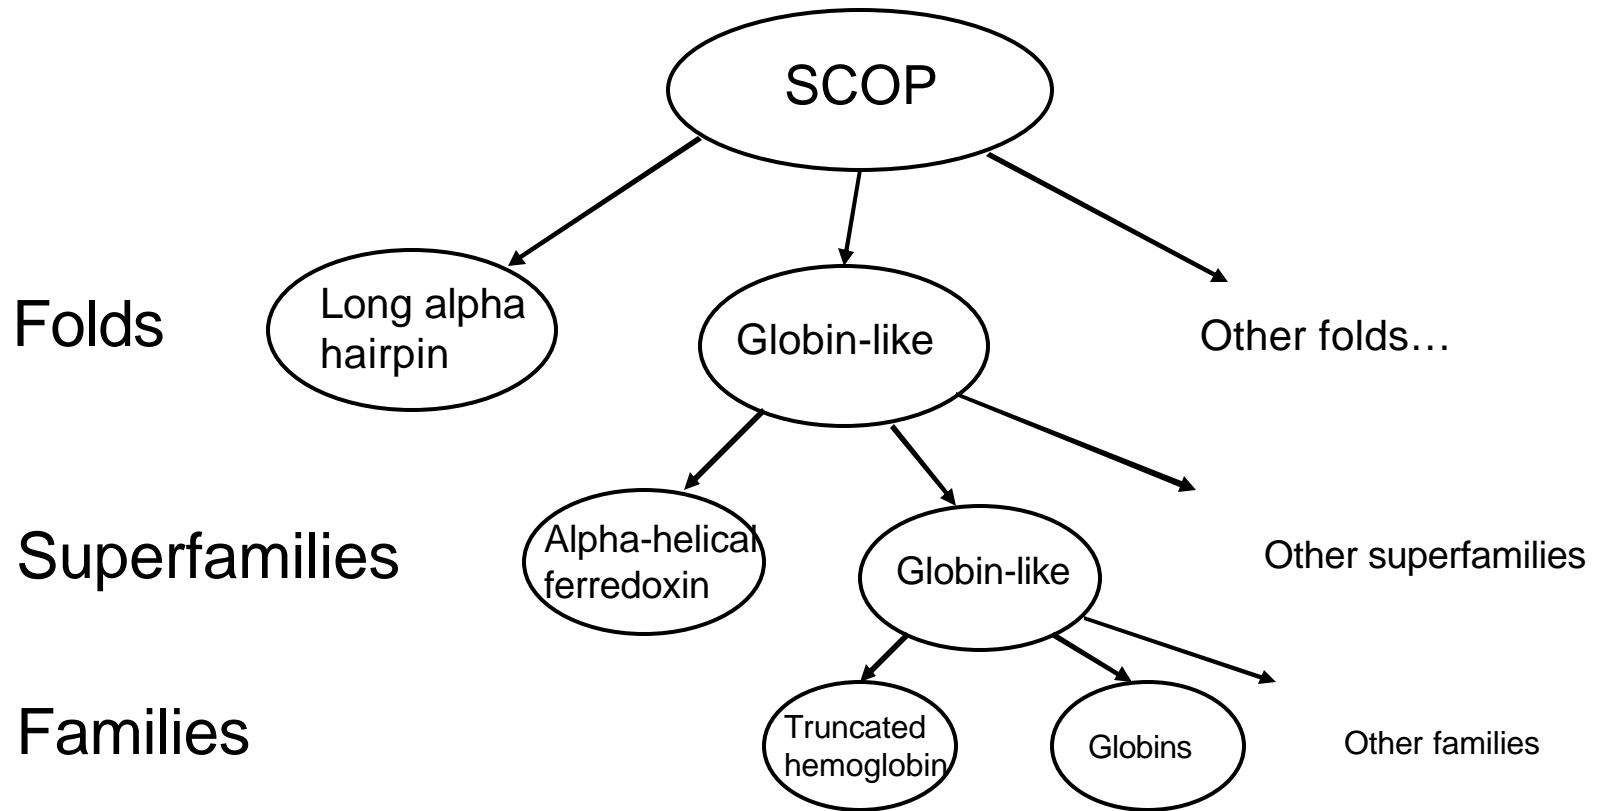 SCOP
Folds
Long alpha
hairpin
Globin-like
Other folds…
Superfamilies
Alpha-helical
ferredoxin
Globin-like
Other superfamilies
Families
Truncated
hemoglobin
Globins
Other families